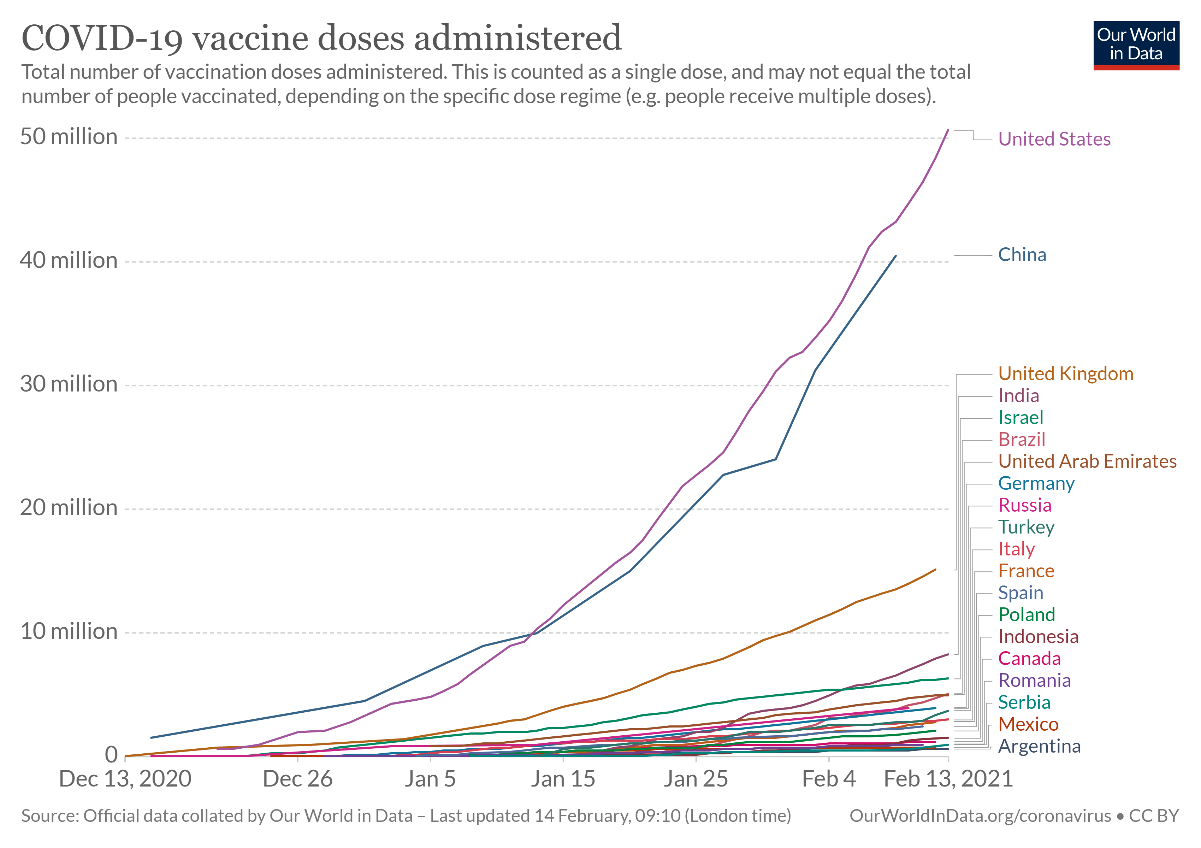 COVID-19 vaccine doses administered
Our World
in Data
Total number of vaccination doses administered. This is counted as a single dose, and may not equal the total
number of people vaccinated, depending on the specific dose regime (e.g. people receive multiple doses).
50 million
40 million
30 million
20 million
10 million
0
Dec 13, 2020
Dec 26
Jan 5
Jan 15
Jan 25
Feb 4
Feb 13, 2021
United States
China
United Kingdom
India
Israel
Brazil
United Arab Emirates
Germany
Russia
Turkey
Italy
France
Spain
Poland
Indonesia
Canada
Romania
Serbia
Mexico
Argentina
Source: Official data collated by Our World in Data – Last updated 14 February, 09:10 (London time)
OurWorldInData.org/coronavirus • CC BY